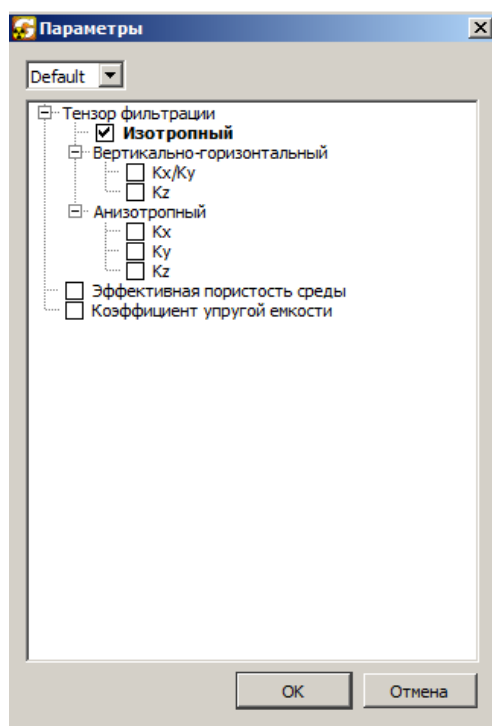 Параметры
Default
Тензор фильтрации
Изотропный
Вертикально-горизонтальный
Kx/Ky
Kz
Анизотропный
Kx
Ky
Kz
Эффективная пористость среды
Коэффициент упругой емкости
OK
Отмена